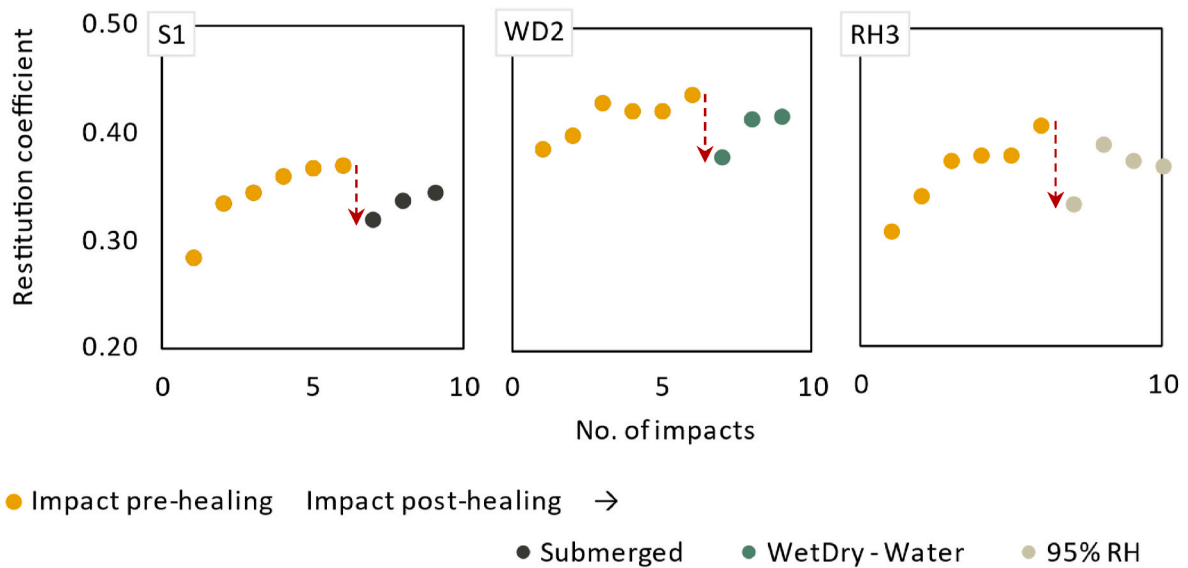 Restitution coefficient
0.50
0.40
0.30
0.20
S1
WD2
RH3
0 5 10
0 5 10
0 10
No. of impacts
Impact pre-healing Impact post-healing →
Submerged WetDry - Water 95% RH